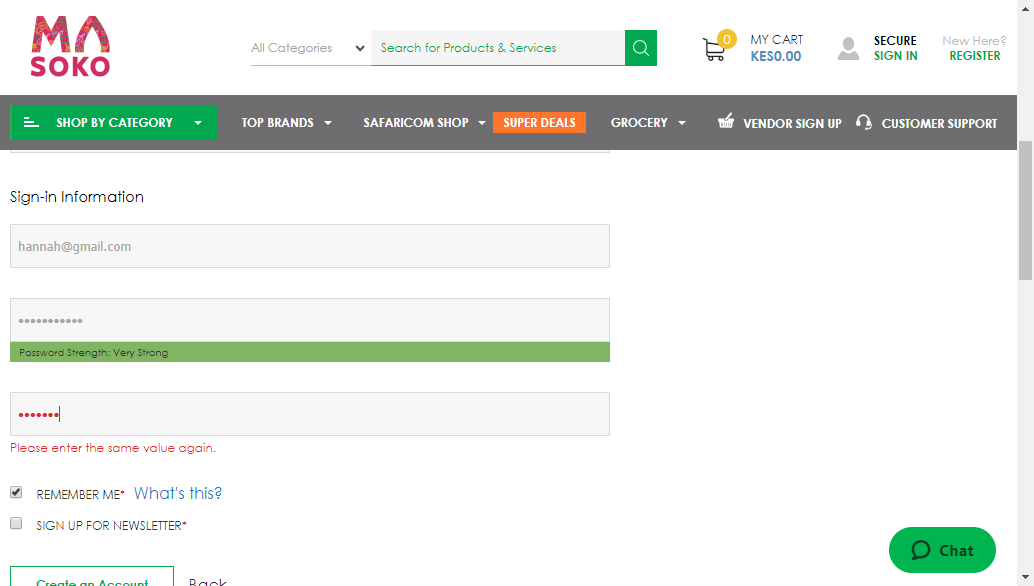 MA
SOKO
All Categories
Search for Products & Services
0
MY CART
KES0.00
SECURE
SIGN IN
New Here?
REGISTER
SHOP BY CATEGORY
TOP BRANDS
SAFARICOM SHOP
SUPER DEALS
GROCERY
VENDOR SIGN UP
CUSTOMER SUPPORT
Sign-in Information
hannah@gmail.com
•••••••••••
Password Strength: Very Strong
•••••••
Please enter the same value again.
REMEMBER ME* What's this?
SIGN UP FOR NEWSLETTER*
Chat
Create an Account Back